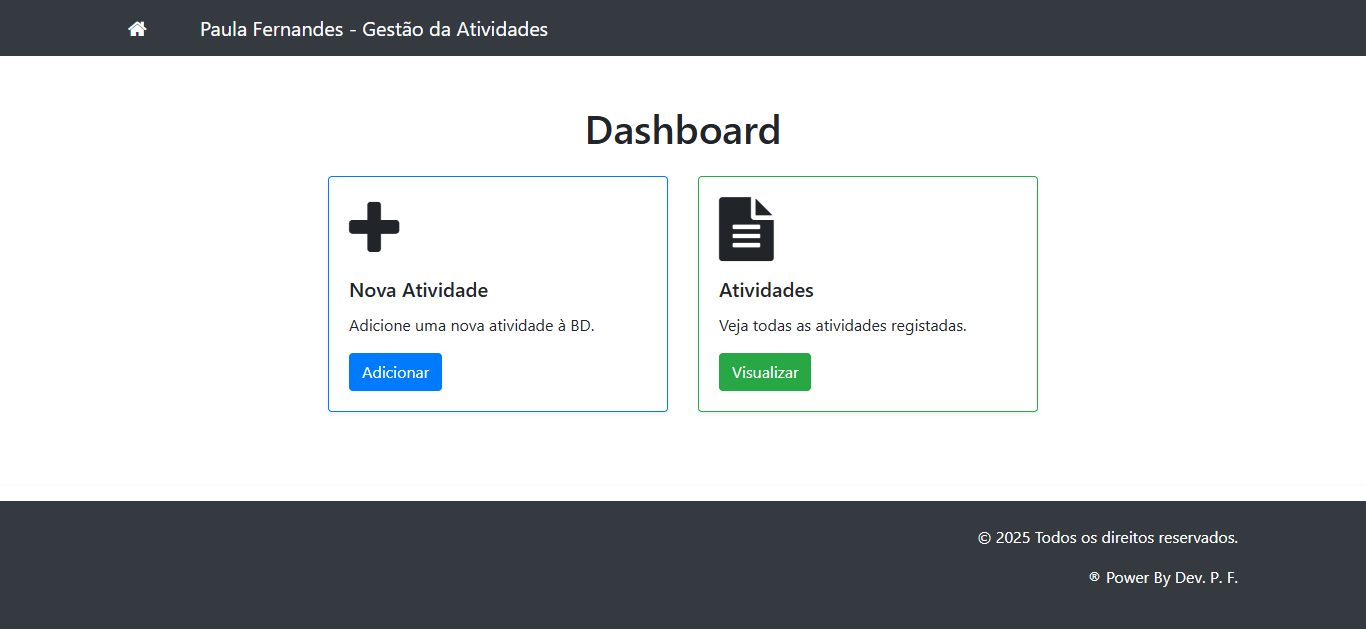 Paula Fernandes - Gestão da Atividades
Dashboard
Nova Atividade
Adicione uma nova atividade à BD.
Adicionar
Atividades
Veja todas as atividades registadas.
Visualizar
© 2025 Todos os direitos reservados.
® Power By Dev. P. F.